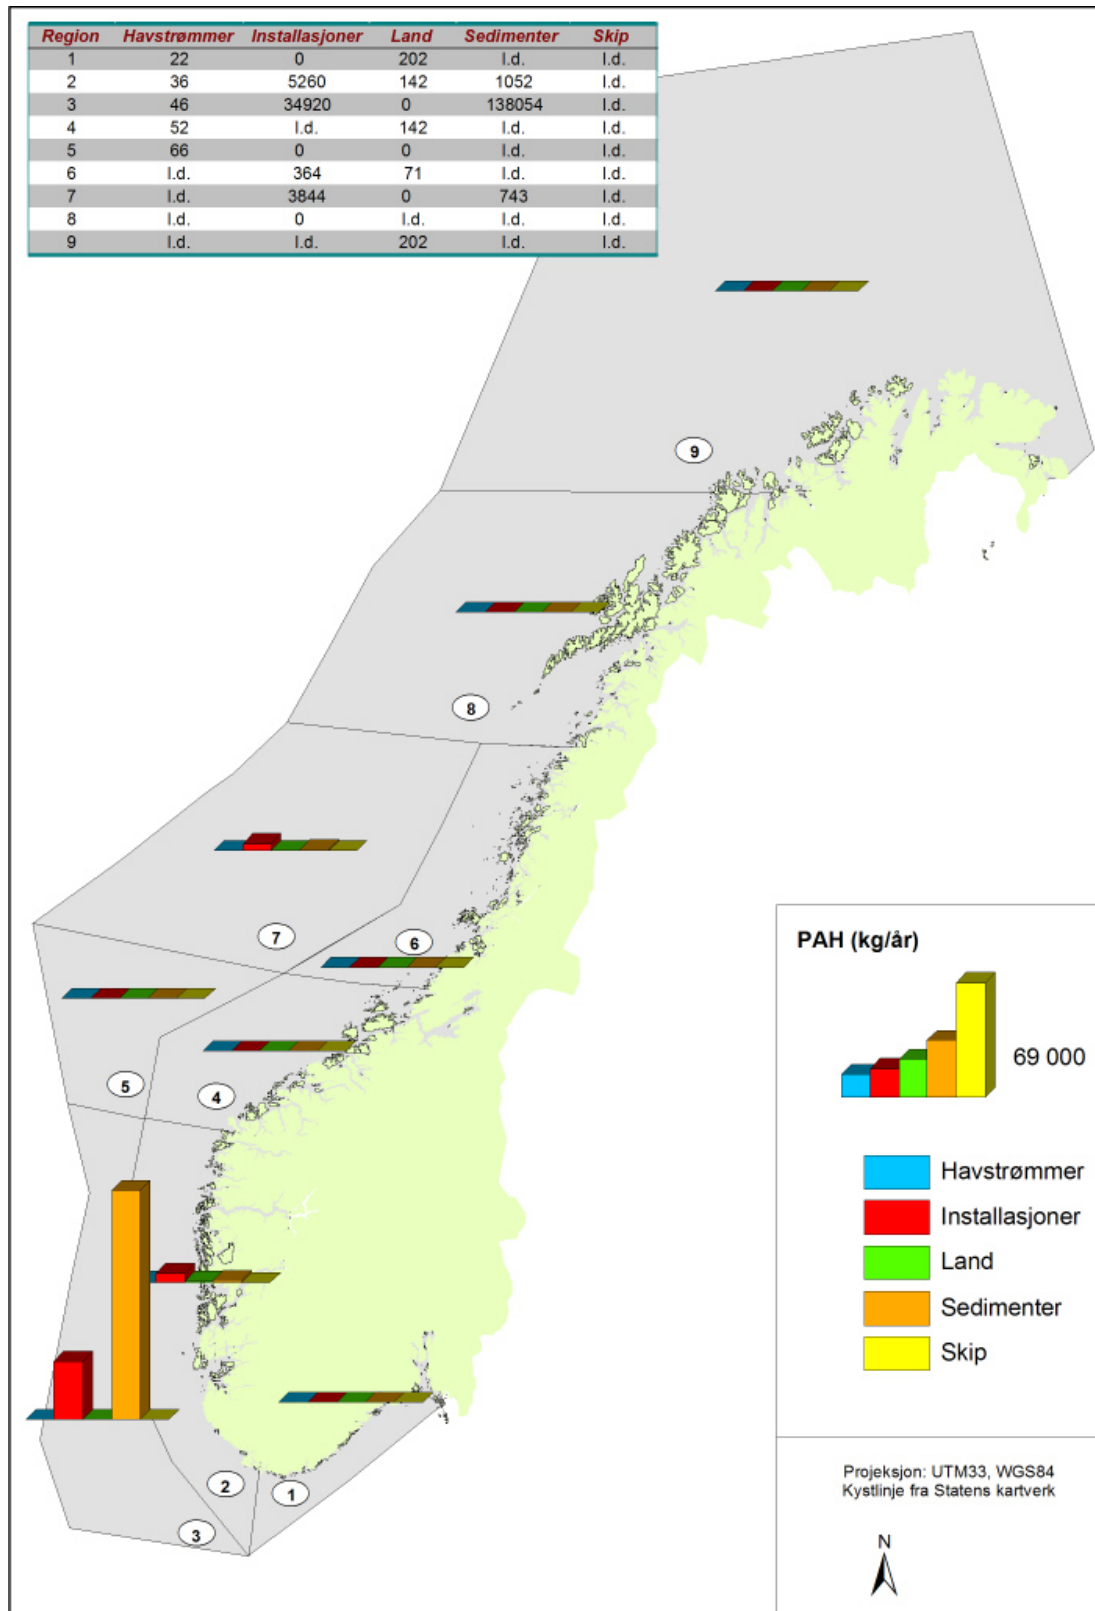 Region Havstrømmer Installasjoner Land Sedimenter Skip
1 22 0 202 I.d. I.d.
2 36 5260 142 1052 I.d.
3 46 34920 0 138054 I.d.
4 52 I.d. 142 I.d. I.d.
5 66 0 0 I.d. I.d.
6 I.d. 364 71 I.d. I.d.
7 I.d. 3844 0 743 I.d.
8 I.d. 0 I.d. I.d. I.d.
9 I.d. I.d. 202 I.d. I.d.
9
8
7
6
5
4
2
1
3
PAH (kg/år)
69 000
Havstrømmer
Installasjoner
Land
Sedimenter
Skip
Projeksjon: UTM33, WGS84
Kystlinje fra Statens kartverk
N